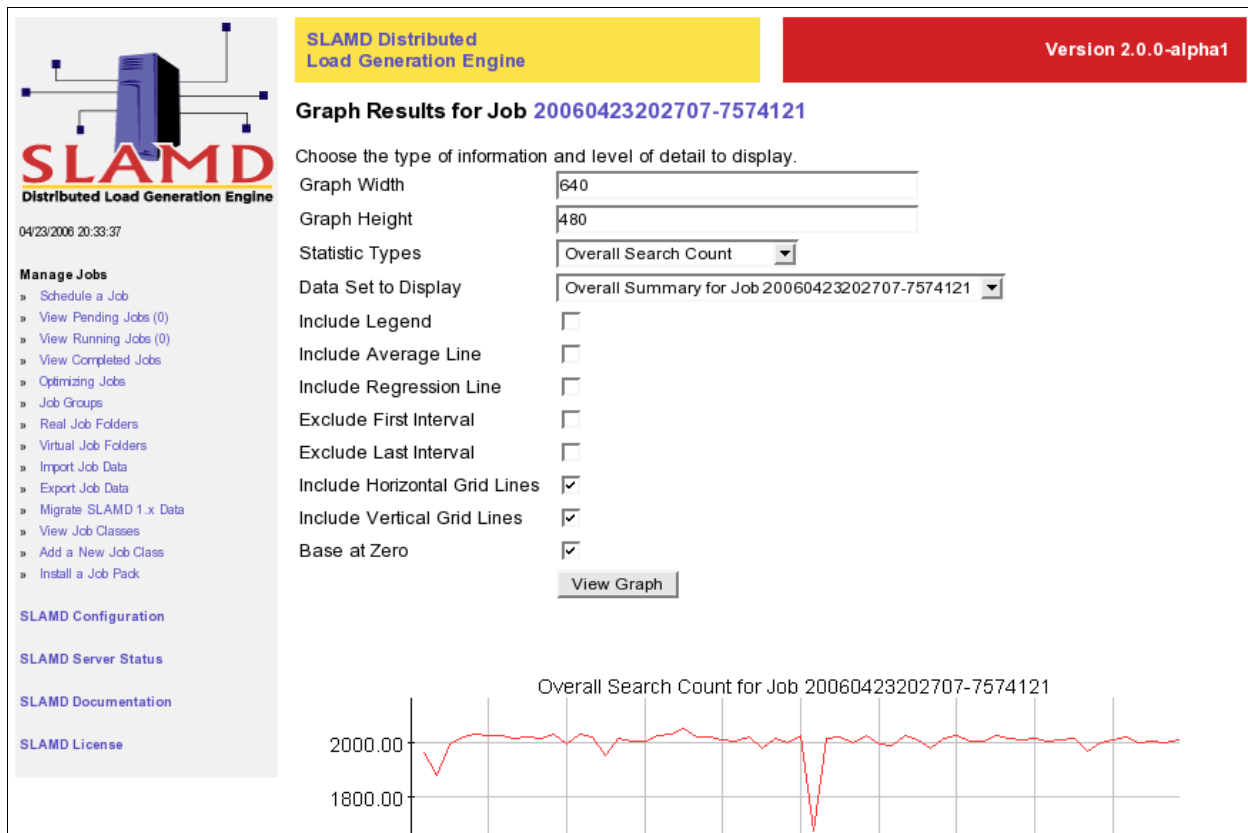 SLAMD
Distributed Load Generation Engine
04/23/2006 20:33:37
Manage Jobs
» Schedule a Job
» View Pending Jobs (0)
» View Running Jobs (0)
» View Completed Jobs
» Optimizing Jobs
» Job Groups
» Real Job Folders
» Virtual Job Folders
» Import Job Data
» Export Job Data
» Migrate SLAMD 1.x Data
» View Job Classes
» Add a New Job Class
» Install a Job Pack
SLAMD Configuration
SLAMD Server Status
SLAMD Documentation
SLAMD License
SLAMD Distributed
Load Generation Engine
Version 2.0.0-alpha1
Graph Results for Job 20060423202707-7574121
Choose the type of information and level of detail to display.
Graph Width 640
Graph Height 480
Statistic Types Overall Search Count
Data Set to Display Overall Summary for Job 20060423202707-7574121
Include Legend
Include Average Line
Include Regression Line
Exclude First Interval
Exclude Last Interval
Include Horizontal Grid Lines
Include Vertical Grid Lines
Base at Zero
View Graph
Overall Search Count for Job 20060423202707-7574121
2000.00
1800.00